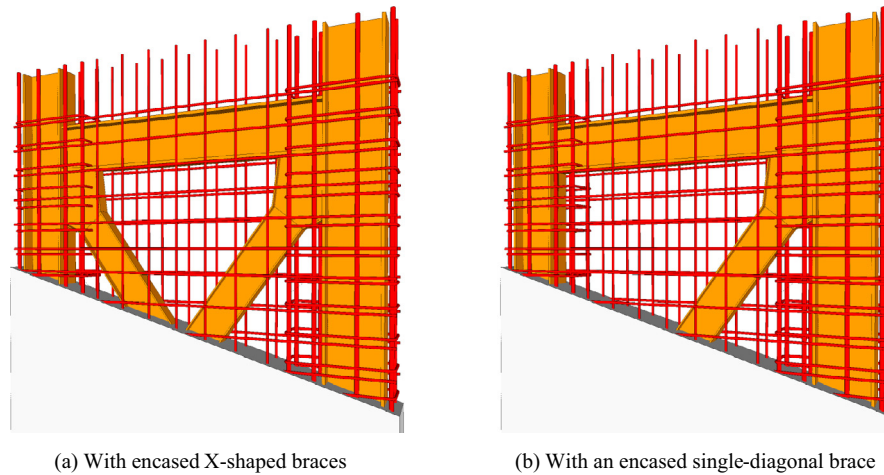 (a) With encased X-shaped braces
(b) With an encased single-diagonal brace